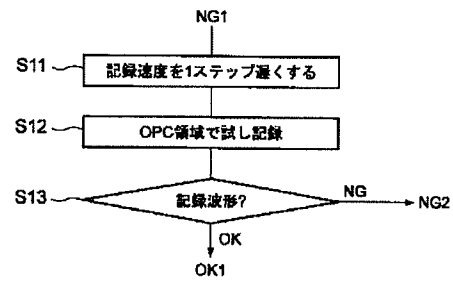 NG1
S11
記録速度を1ステップ遅くする
S12
OPC領域で試し記録
S13
記録波形?
NG
NG2
OK
OK1